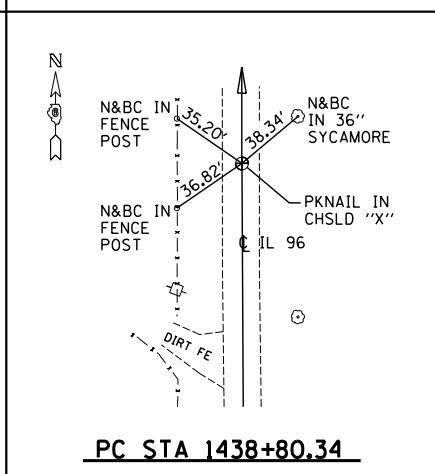 N
N&BC IN
FENCE
POST
35.20'
38.34'
N&BC
IN 36"
SYCAMORE
36.82'
N&BC IN
FENCE
POST
PKNAIL IN
CHSLD "X"
℄ IL 96
DIRT FE
PC STA 1438+80.34